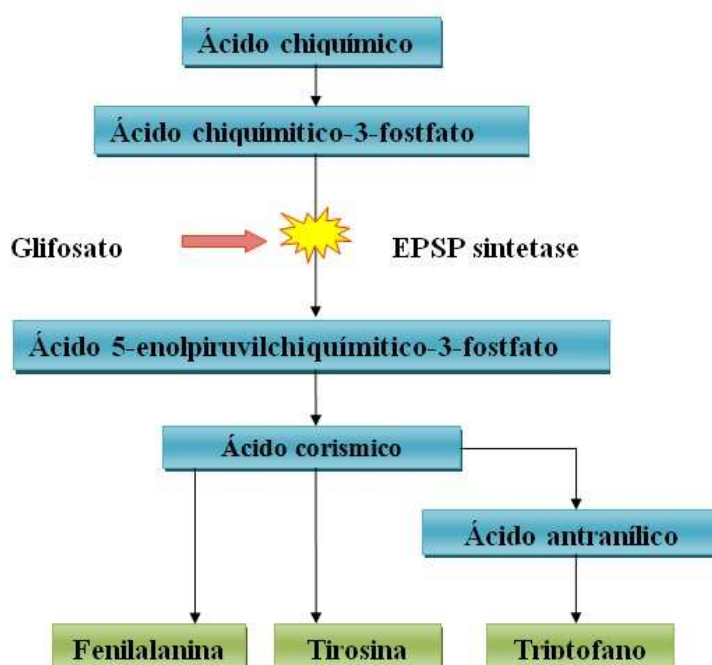 Ácido chiquímico
Ácido chiquímitico-3-fostfato
Glifosato
EPSP sintetase
Ácido 5-enolpiruvilchiquímitico-3-fostfato
Ácido corismico
Ácido antranílico
Fenilalanina
Tirosina
Triptofano